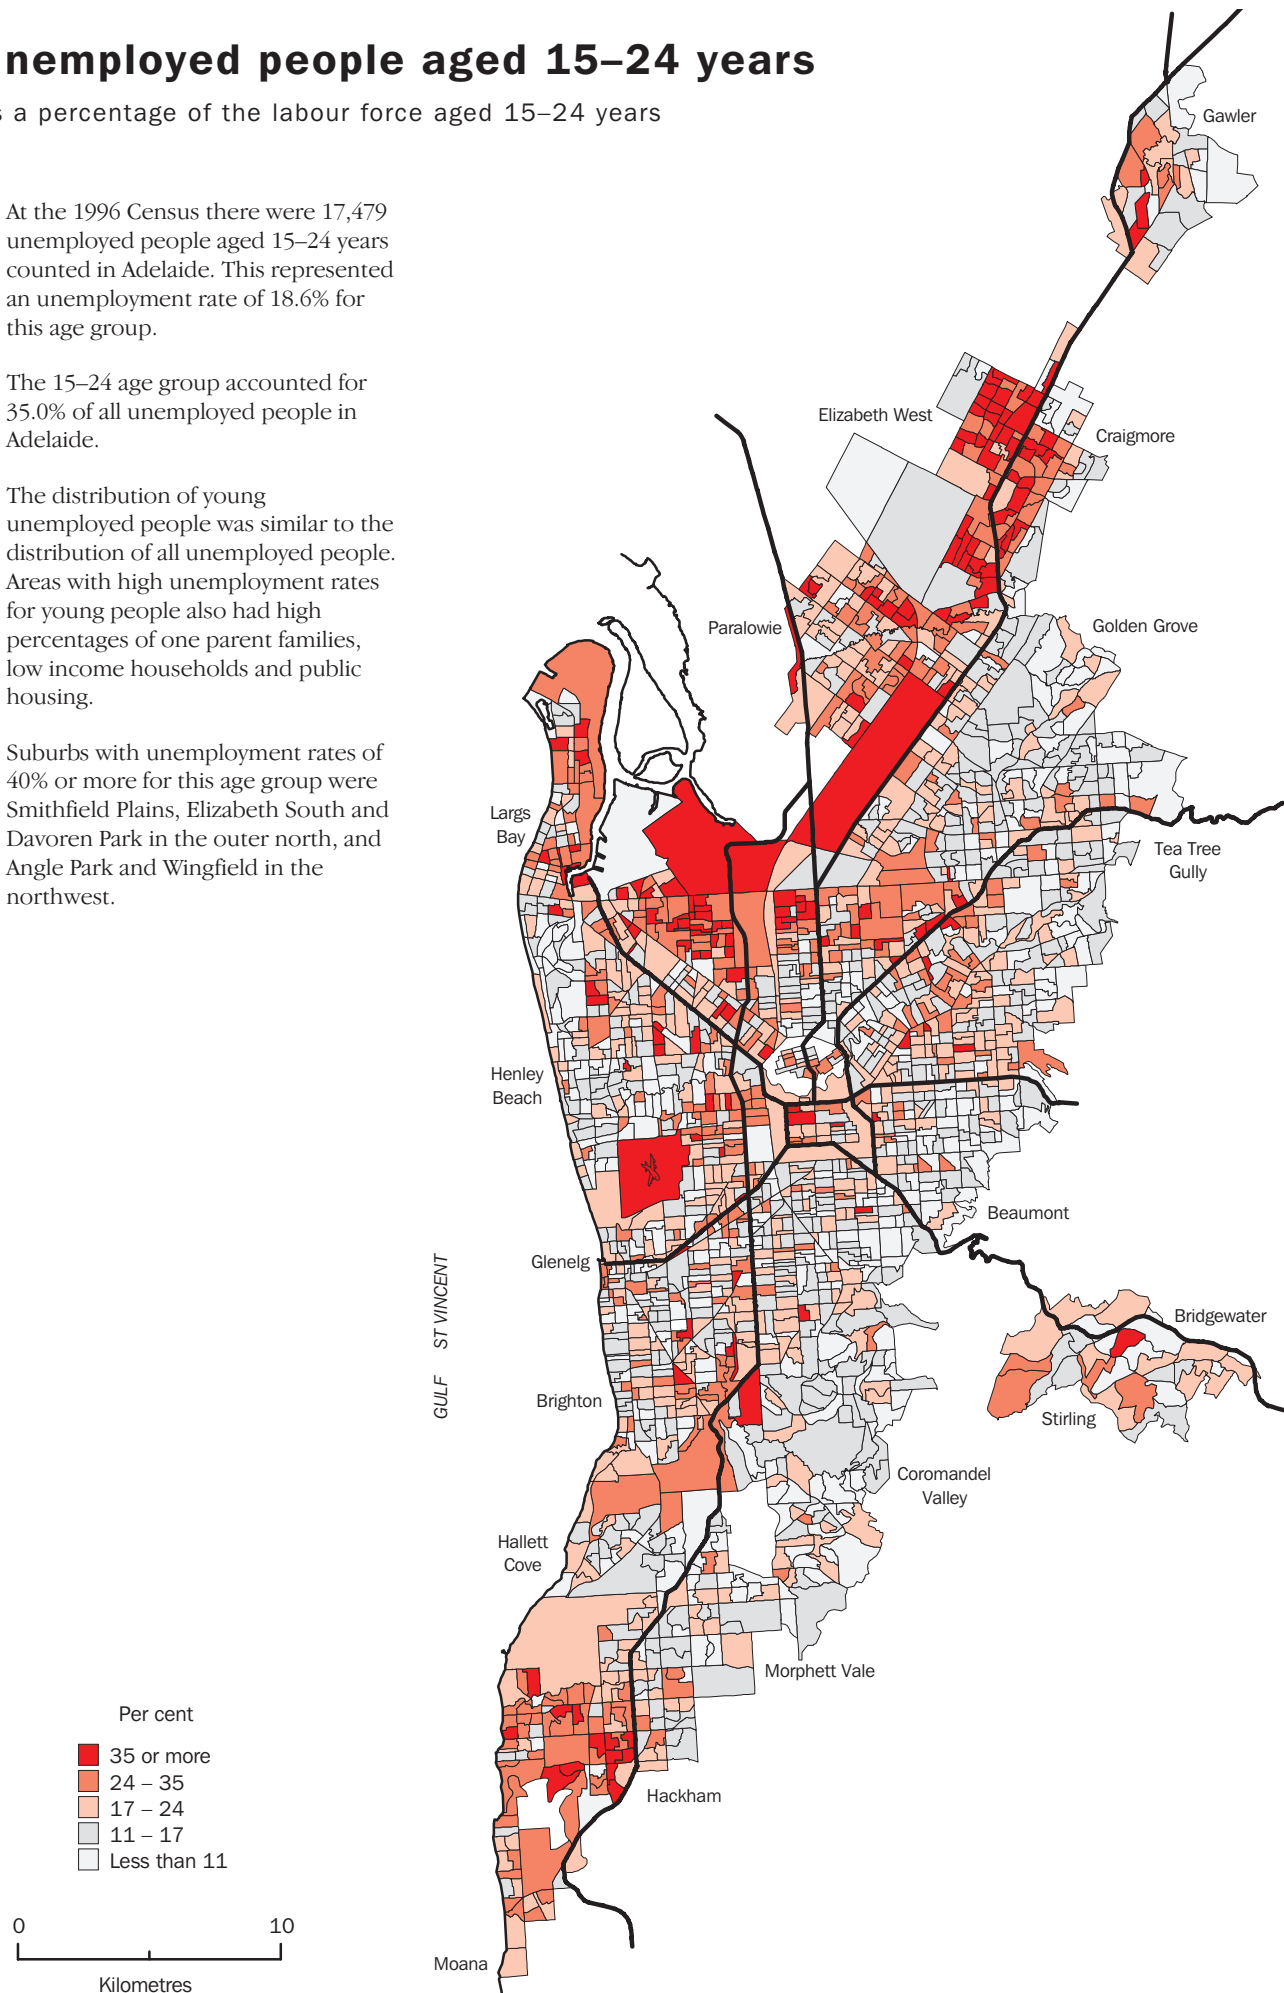 nemployed people aged 15–24 years
s a percentage of the labour force aged 15–24 years
At the 1996 Census there were 17,479
unemployed people aged 15–24 years
counted in Adelaide. This represented
an unemployment rate of 18.6% for
this age group.
The 15–24 age group accounted for
35.0% of all unemployed people in
Adelaide.
The distribution of young
unemployed people was similar to the
distribution of all unemployed people.
Areas with high unemployment rates
for young people also had high
percentages of one parent families,
low income households and public
housing.
Suburbs with unemployment rates of
40% or more for this age group were
Smithfield Plains, Elizabeth South and
Davoren Park in the outer north, and
Angle Park and Wingfield in the
northwest.
Gawler
Elizabeth West
Craigmore
Paralowie
Golden Grove
Largs
Bay
Tea Tree
Gully
Henley
Beach
Beaumont
Glenelg
GULF ST VINCENT
Bridgewater
Brighton
Stirling
Coromandel
Valley
Hallett
Cove
Morphett Vale
Hackham
Moana
Per cent
35 or more
24 – 35
17 – 24
11 – 17
Less than 11
0 10
Kilometres